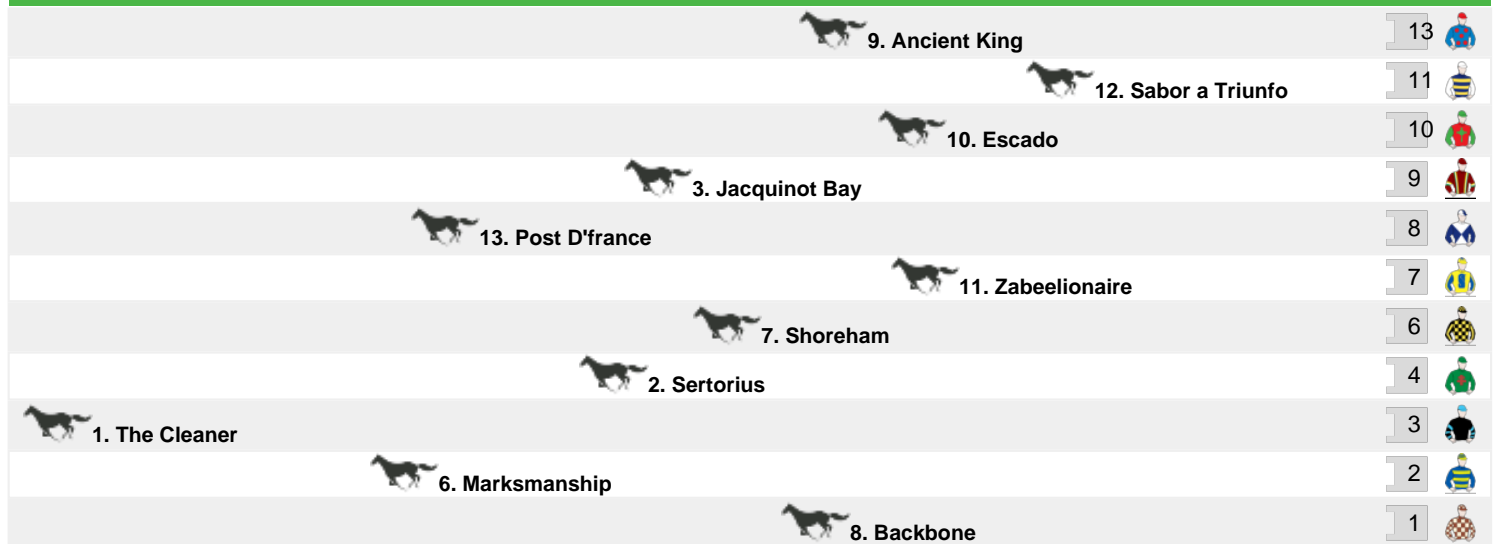 9. Ancient King 13
12. Sabor a Triunfo 11
10. Escado 10
3. Jacquinot Bay 9
13. Post D'france 8
11. Zabeelionaire 7
7. Shoreham 6
2. Sertorius 4
1. The Cleaner 3
6. Marksmanship 2
8. Backbone 1